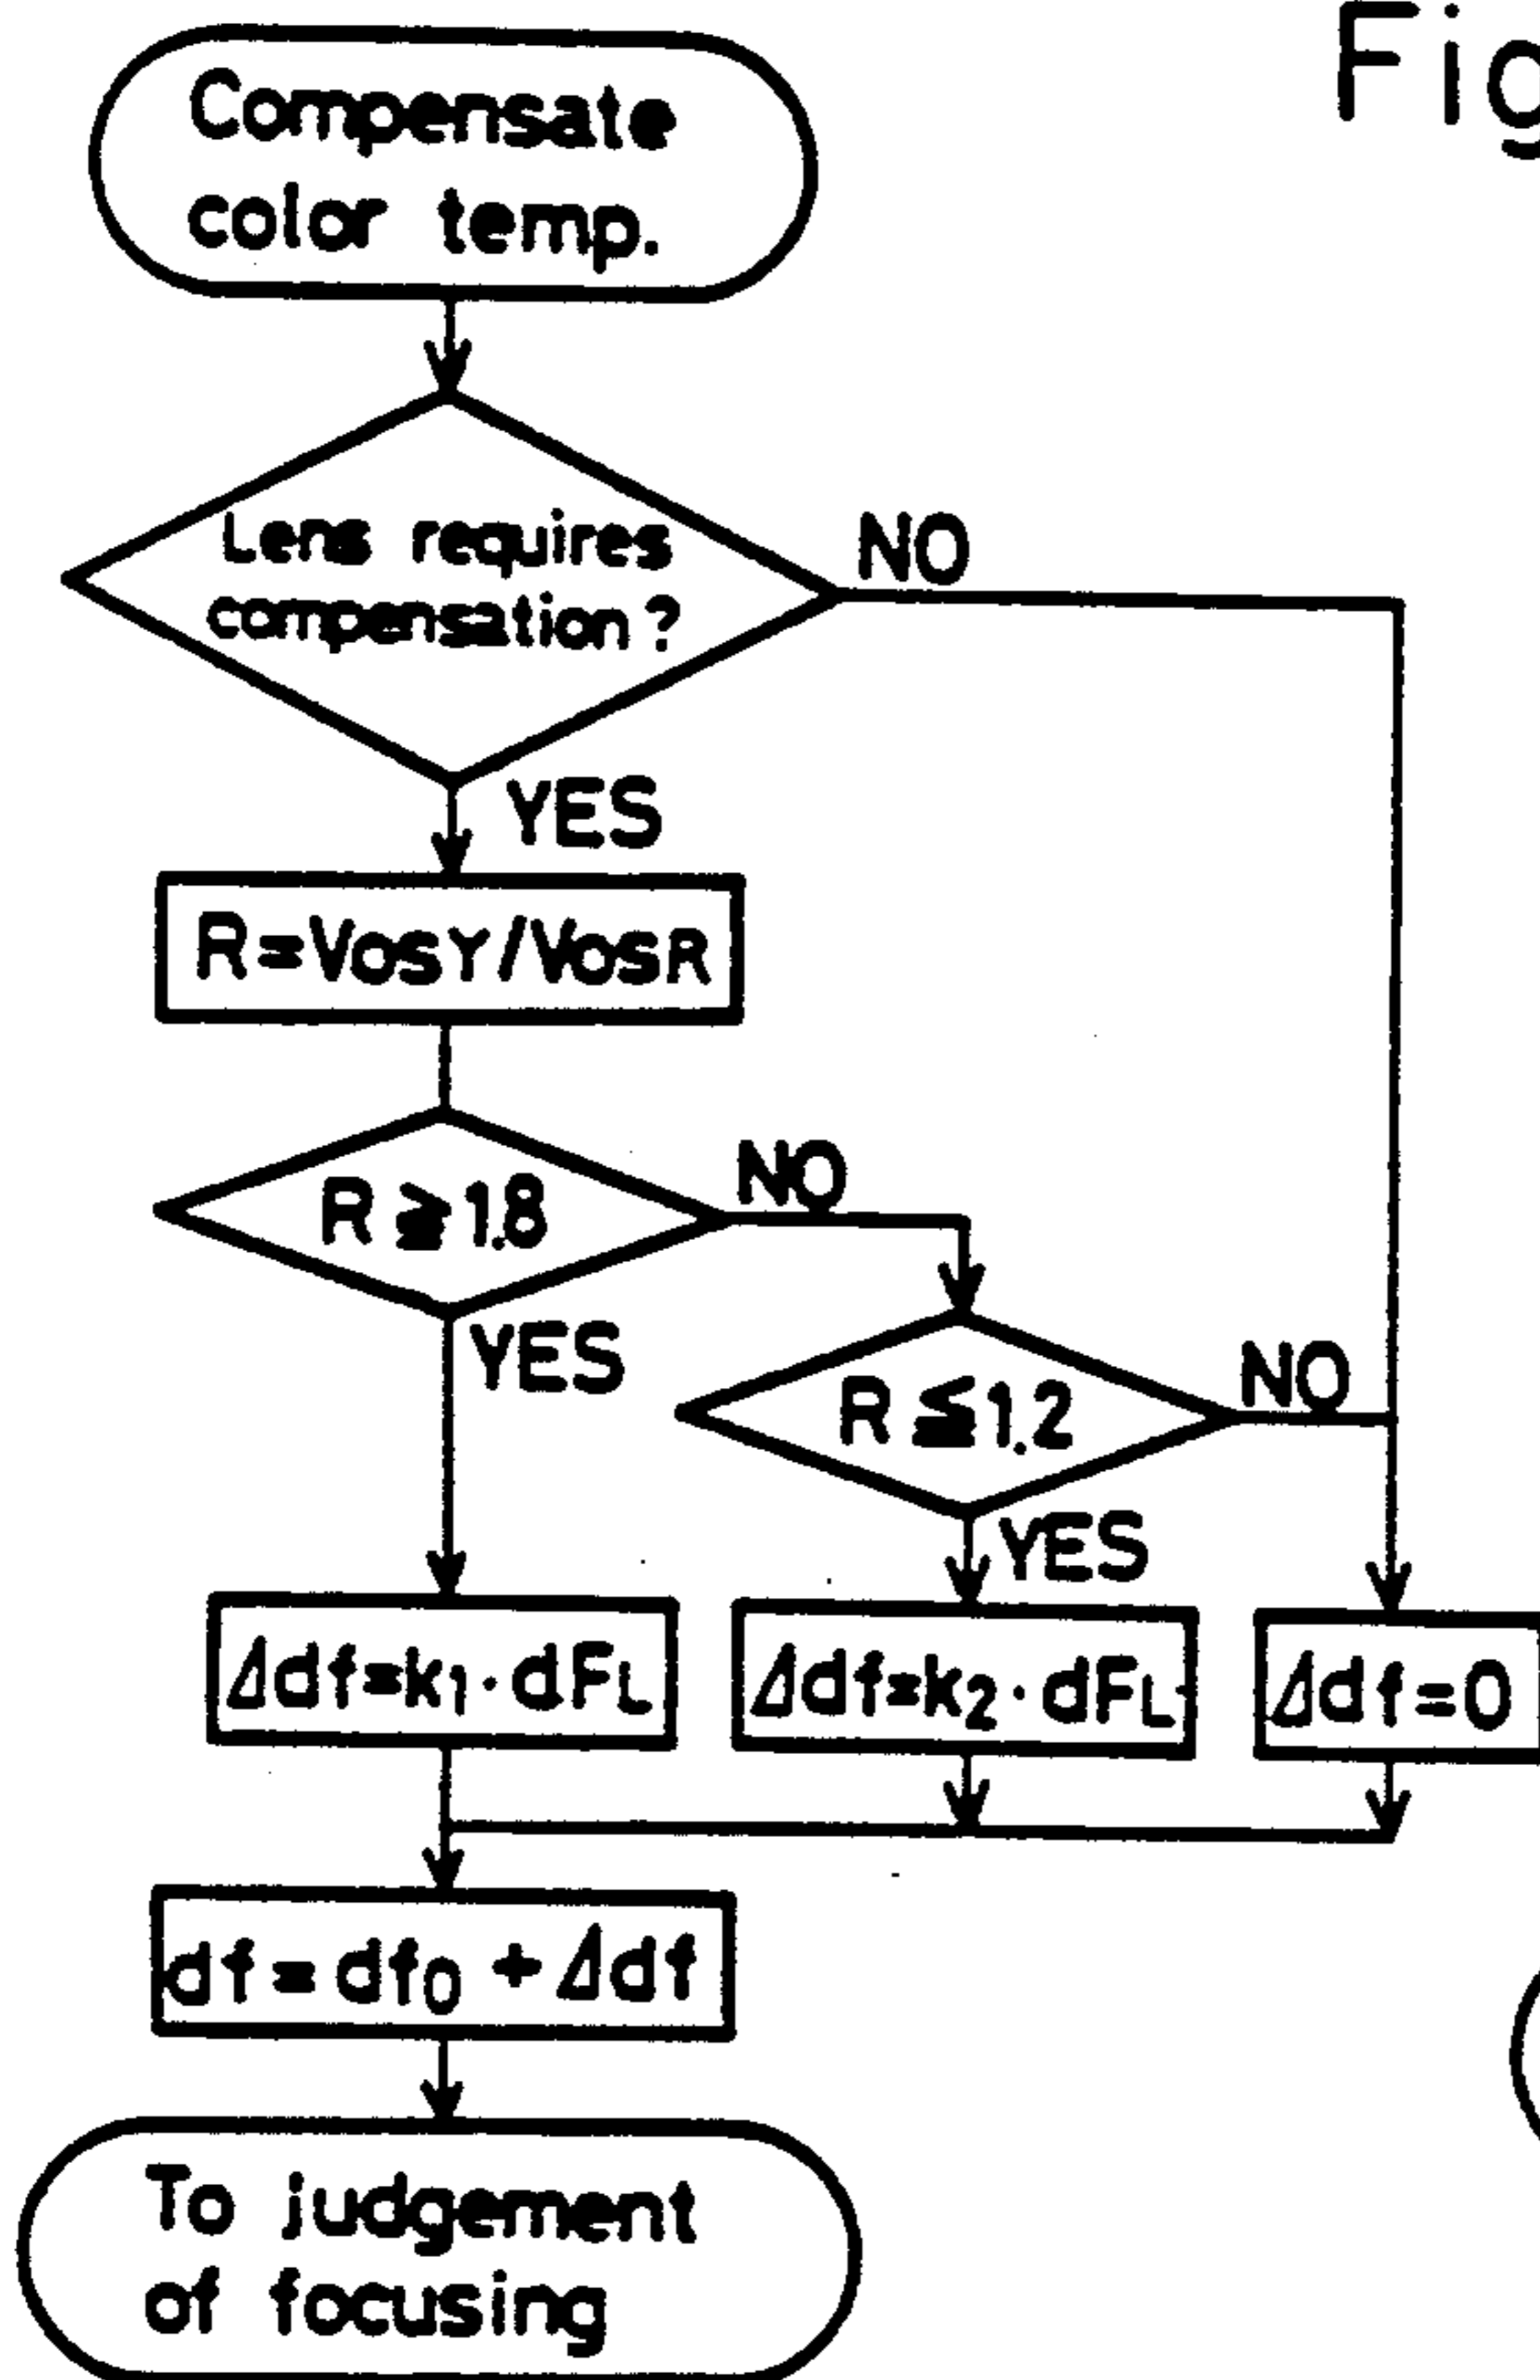 Fig
Compensate
color temp.
Lens requires
compensation?
NO
YES
R=VOSY/VOSR
R≧1.8
NO
YES
R≦1.2
NO
YES
Δdf=k₁·dFL
Δdf=k₂·dFL
Δdf=0
df=df₀+Δdf
To judgement
of focusing